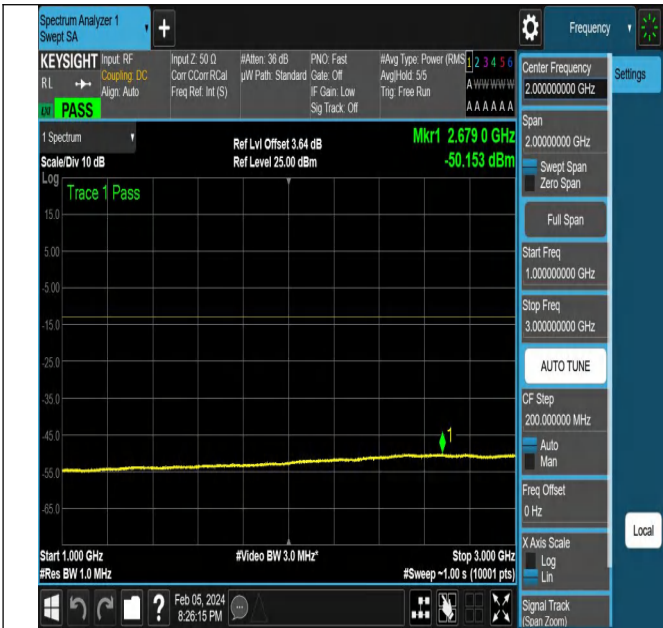 Spectrum Analyzer 1
Swept SA
Frequency
KEYSIGHT
Input: RF
Coupling: DC
Align: Auto
Input Z: 50 Ω
Corr CCorr RCal
Freq Ref: Int (S)
#Atten: 36 dB
µW Path: Standard
PNO: Fast
Gate: Off
IF Gain: Low
Sig Track: Off
#Avg Type: Power (RMS
Avg|Hold: 5/5
Trig: Free Run
1 2 3 4 5 6
A W W W W W
A A A A A A
R L
PASS
1 Spectrum
Scale/Div 10 dB
Ref Lvl Offset 3.64 dB
Ref Level 25.00 dBm
Mkr1 2.679 0 GHz
-50.153 dBm
Log
Trace 1 Pass
15.0
5.00
-5.00
-15.0
-25.0
-35.0
-45.0
-55.0
-65.0
1
Start 1.000 GHz
#Res BW 1.0 MHz
#Video BW 3.0 MHz*
Stop 3.000 GHz
#Sweep ~1.00 s (10001 pts)
Feb 05, 2024
8:26:15 PM
Center Frequency
2.00000000 GHz
Settings
Span
2.00000000 GHz
Swept Span
Zero Span
Full Span
Start Freq
1.000000000 GHz
Stop Freq
3.000000000 GHz
AUTO TUNE
CF Step
200.000000 MHz
Auto
Man
Freq Offset
0 Hz
X Axis Scale
Log
Lin
Signal Track
(Span Zoom)
Local